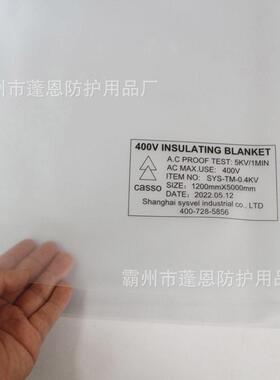 霸州市蓬恩防护用品厂
400V INSULATING BLANKET
A.C PROOF TEST: 5KV/1MIN
AC MAX.USE: 400V
ITEM NO: SYS-TM-0.4KV
casso SIZE: 1200mmX5000mm
DATE: 2022.05.12
Shanghai sysvel industrial co., LTD
400-728-5856
霸州市蓬恩防护用品厂